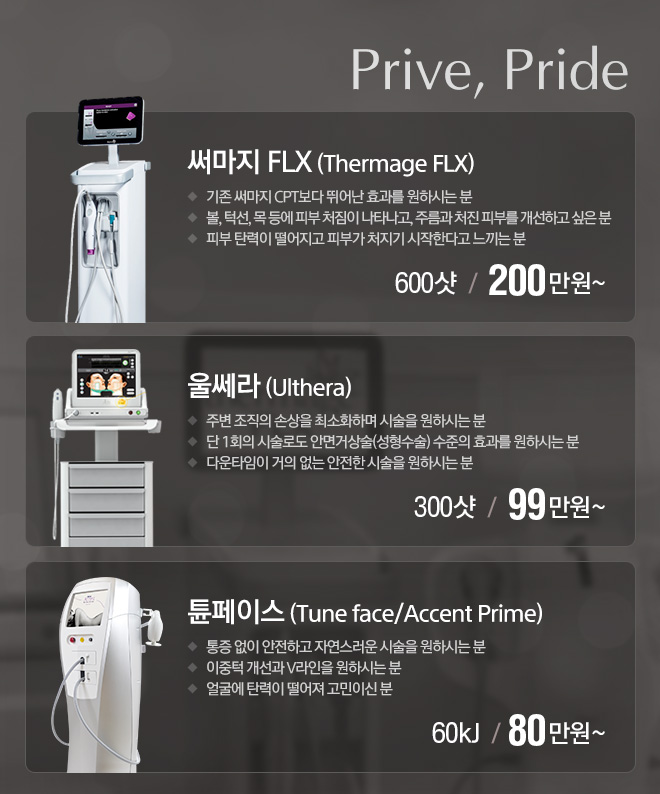 Prive, Pride
써마지 FLX (Thermage FLX)
◆ 기존 써마지 CPT보다 뛰어난 효과를 원하시는 분
◆ 볼, 턱선, 목 등에 피부 처짐이 나타나고, 주름과 처진 피부를 개선하고 싶은 분
◆ 피부 탄력이 떨어지고 피부가 처지기 시작한다고 느끼는 분
600샷 / 200만원~
울쎄라 (Ulthera)
◆ 주변 조직의 손상을 최소화하며 시술을 원하시는 분
◆ 단 1회의 시술로도 안면거상술(성형수술) 수준의 효과를 원하시는 분
◆ 다운타임이 거의 없는 안전한 시술을 원하시는 분
300샷 / 99만원~
튠페이스 (Tune face/Accent Prime)
◆ 통증 없이 안전하고 자연스러운 시술을 원하시는 분
◆ 이중턱 개선과 V라인을 원하시는 분
◆ 얼굴에 탄력이 떨어져 고민이신 분
60kJ / 80만원~